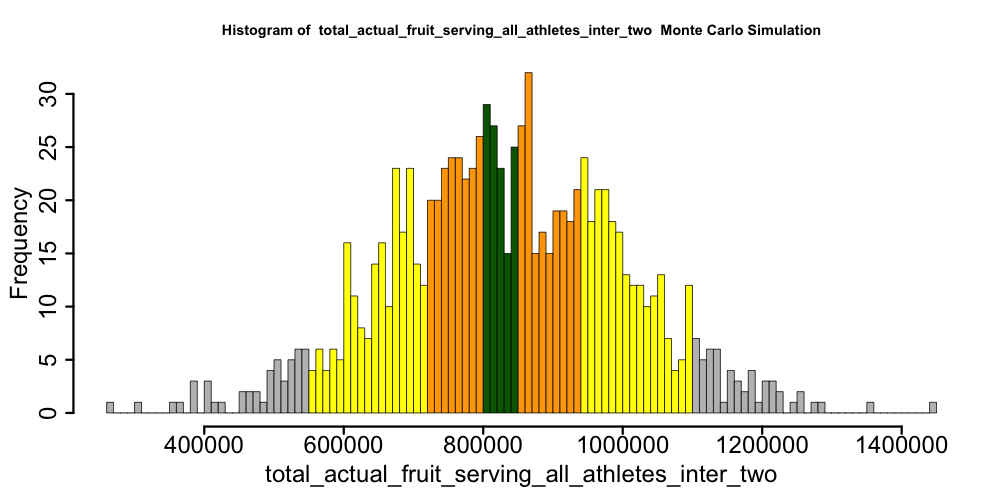 Histogram of  total_actual_fruit_serving_all_athletes_inter_two  Monte Carlo Simulation
30
25
20
15
10
5
0
Frequency
400000 600000 800000 1000000 1200000 1400000
total_actual_fruit_serving_all_athletes_inter_two